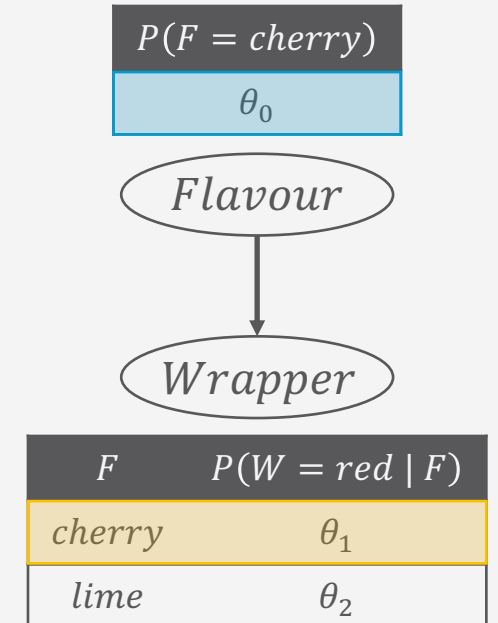 P(F = cherry)
θ₀
Flavour
Wrapper
F P(W = red | F)
cherry θ₁
lime θ₂